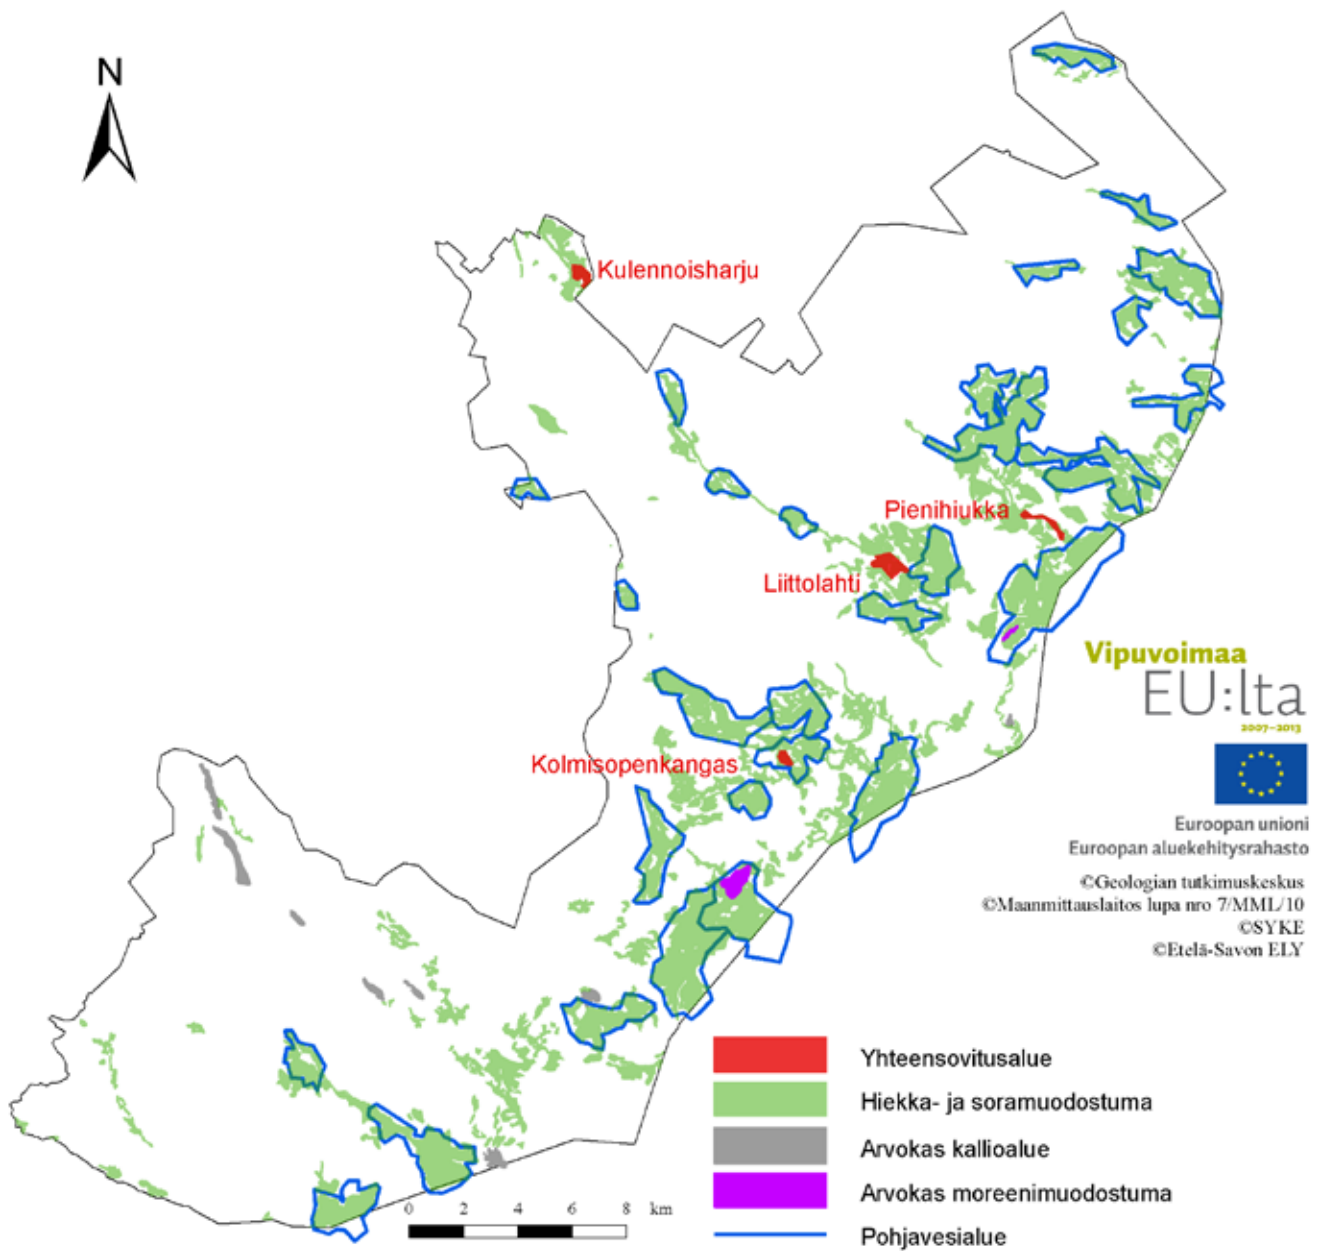 N
Kulennoisharju
Pienihiukka
Liittolahti
Kolmisopenkangas
Vipuvoimaa
EU:lta
2007–2013
Euroopan unioni
Euroopan aluekehitysrahasto
©Geologian tutkimuskeskus
©Maanmittauslaitos lupa nro 7/MML/10
©SYKE
©Etelä-Savon ELY
Yhteensovitusalue
Hiekka- ja soramuodostuma
Arvokas kallioalue
Arvokas moreenimuodostuma
Pohjavesialue
0 2 4 6 8 km